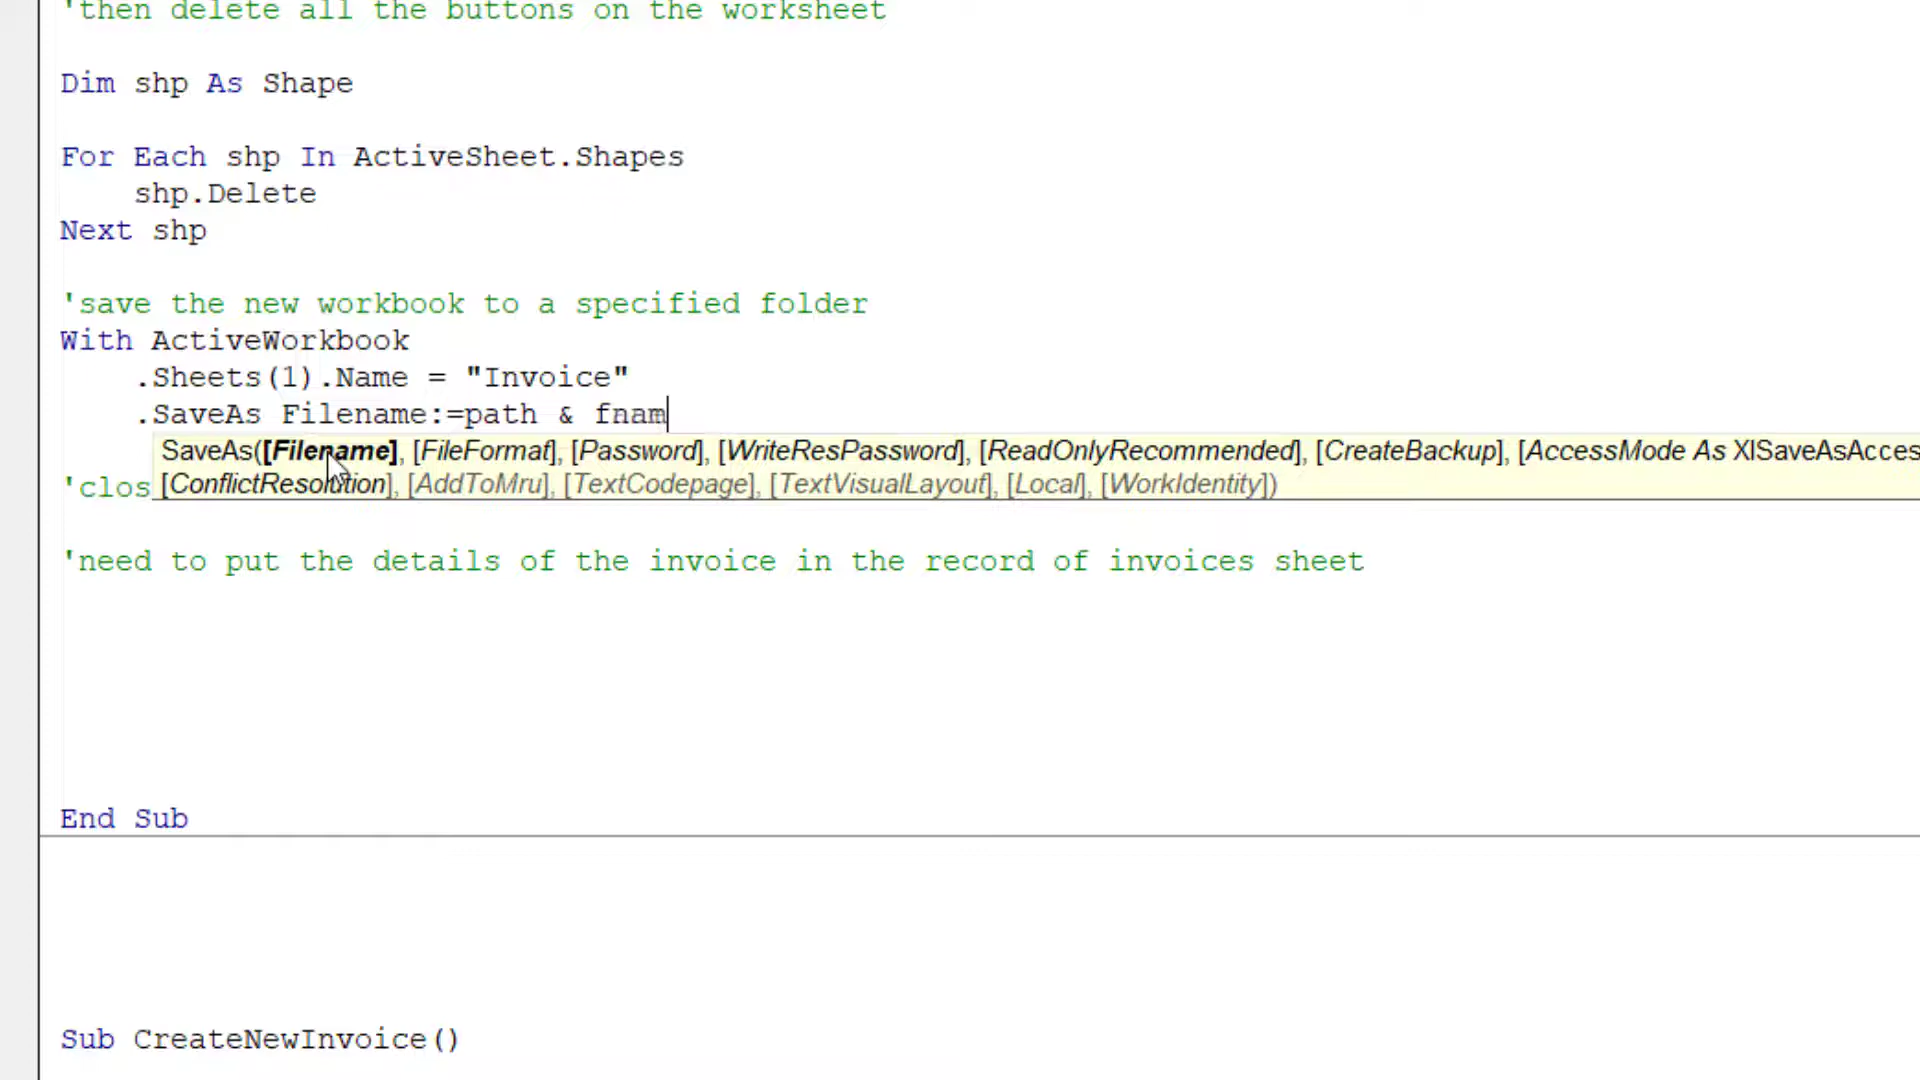 'then delete all the buttons on the worksheet
Dim shp As Shape
For Each shp In ActiveSheet.Shapes
shp.Delete
Next shp
'save the new workbook to a specified folder
With ActiveWorkbook
.Sheets(1).Name = "Invoice"
.SaveAs Filename:=path & fnam
SaveAs([Filename], [FileFormat], [Password], [WriteResPassword], [ReadOnlyRecommended], [CreateBackup], [AccessMode As XlSaveAsAcces
[ConflictResolution], [AddToMru], [TextCodepage], [TextVisualLayout], [Local], [WorkIdentity])
'clos
'need to put the details of the invoice in the record of invoices sheet
End Sub
Sub CreateNewInvoice()